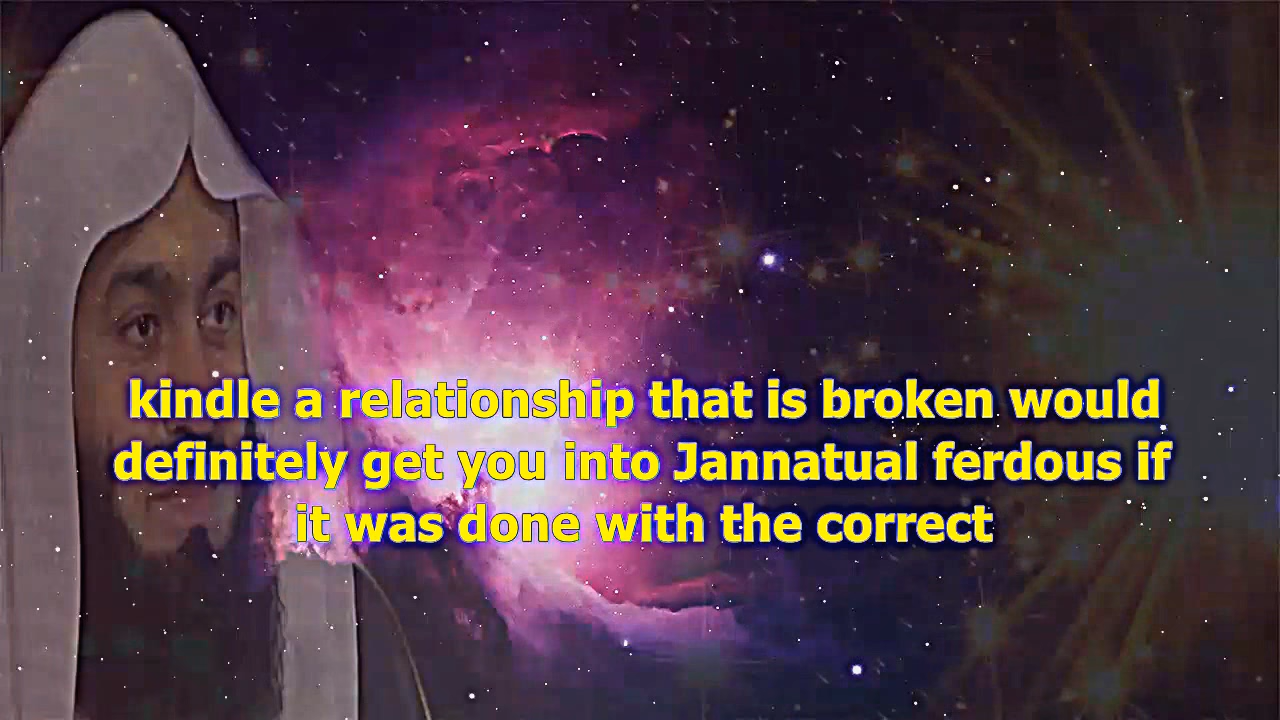 kindle a relationship that is broken would
definitely get you into Jannatual ferdous if
it was done with the correct